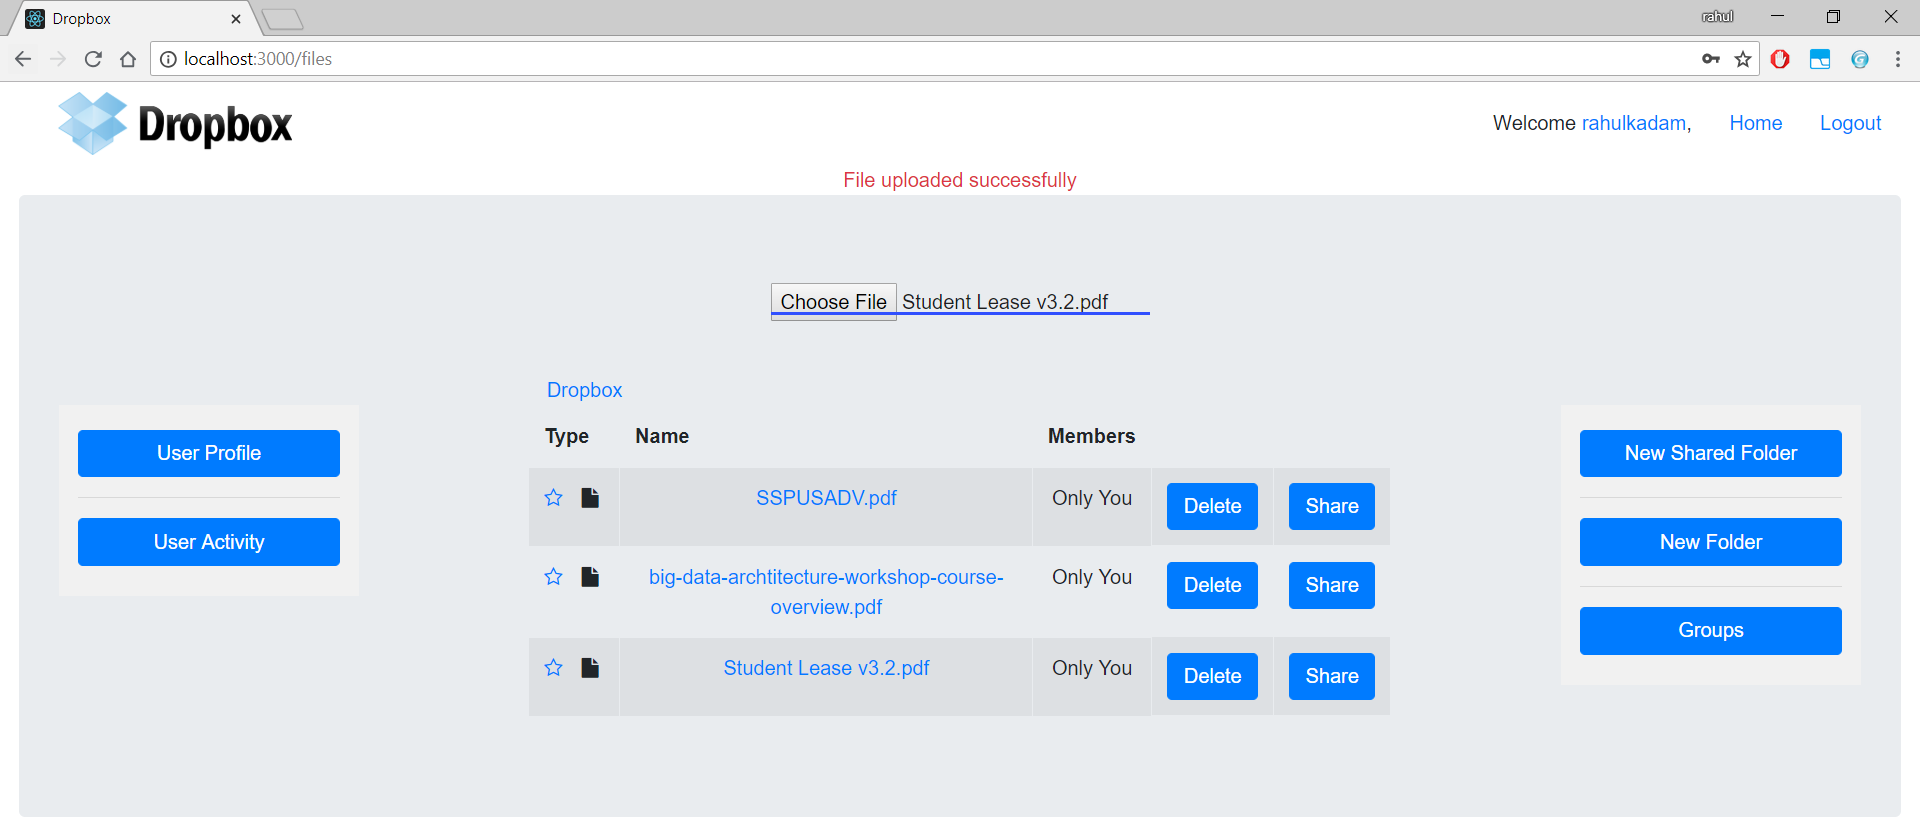 Dropbox
rahul
localhost:3000/files
Dropbox
Welcome rahulkadam, Home Logout
File uploaded successfully
Choose File Student Lease v3.2.pdf
Dropbox
Type Name Members
User Profile
User Activity
SSPUSADV.pdf Only You Delete Share
big-data-archtitecture-workshop-course-
overview.pdf Only You Delete Share
Student Lease v3.2.pdf Only You Delete Share
New Shared Folder
New Folder
Groups